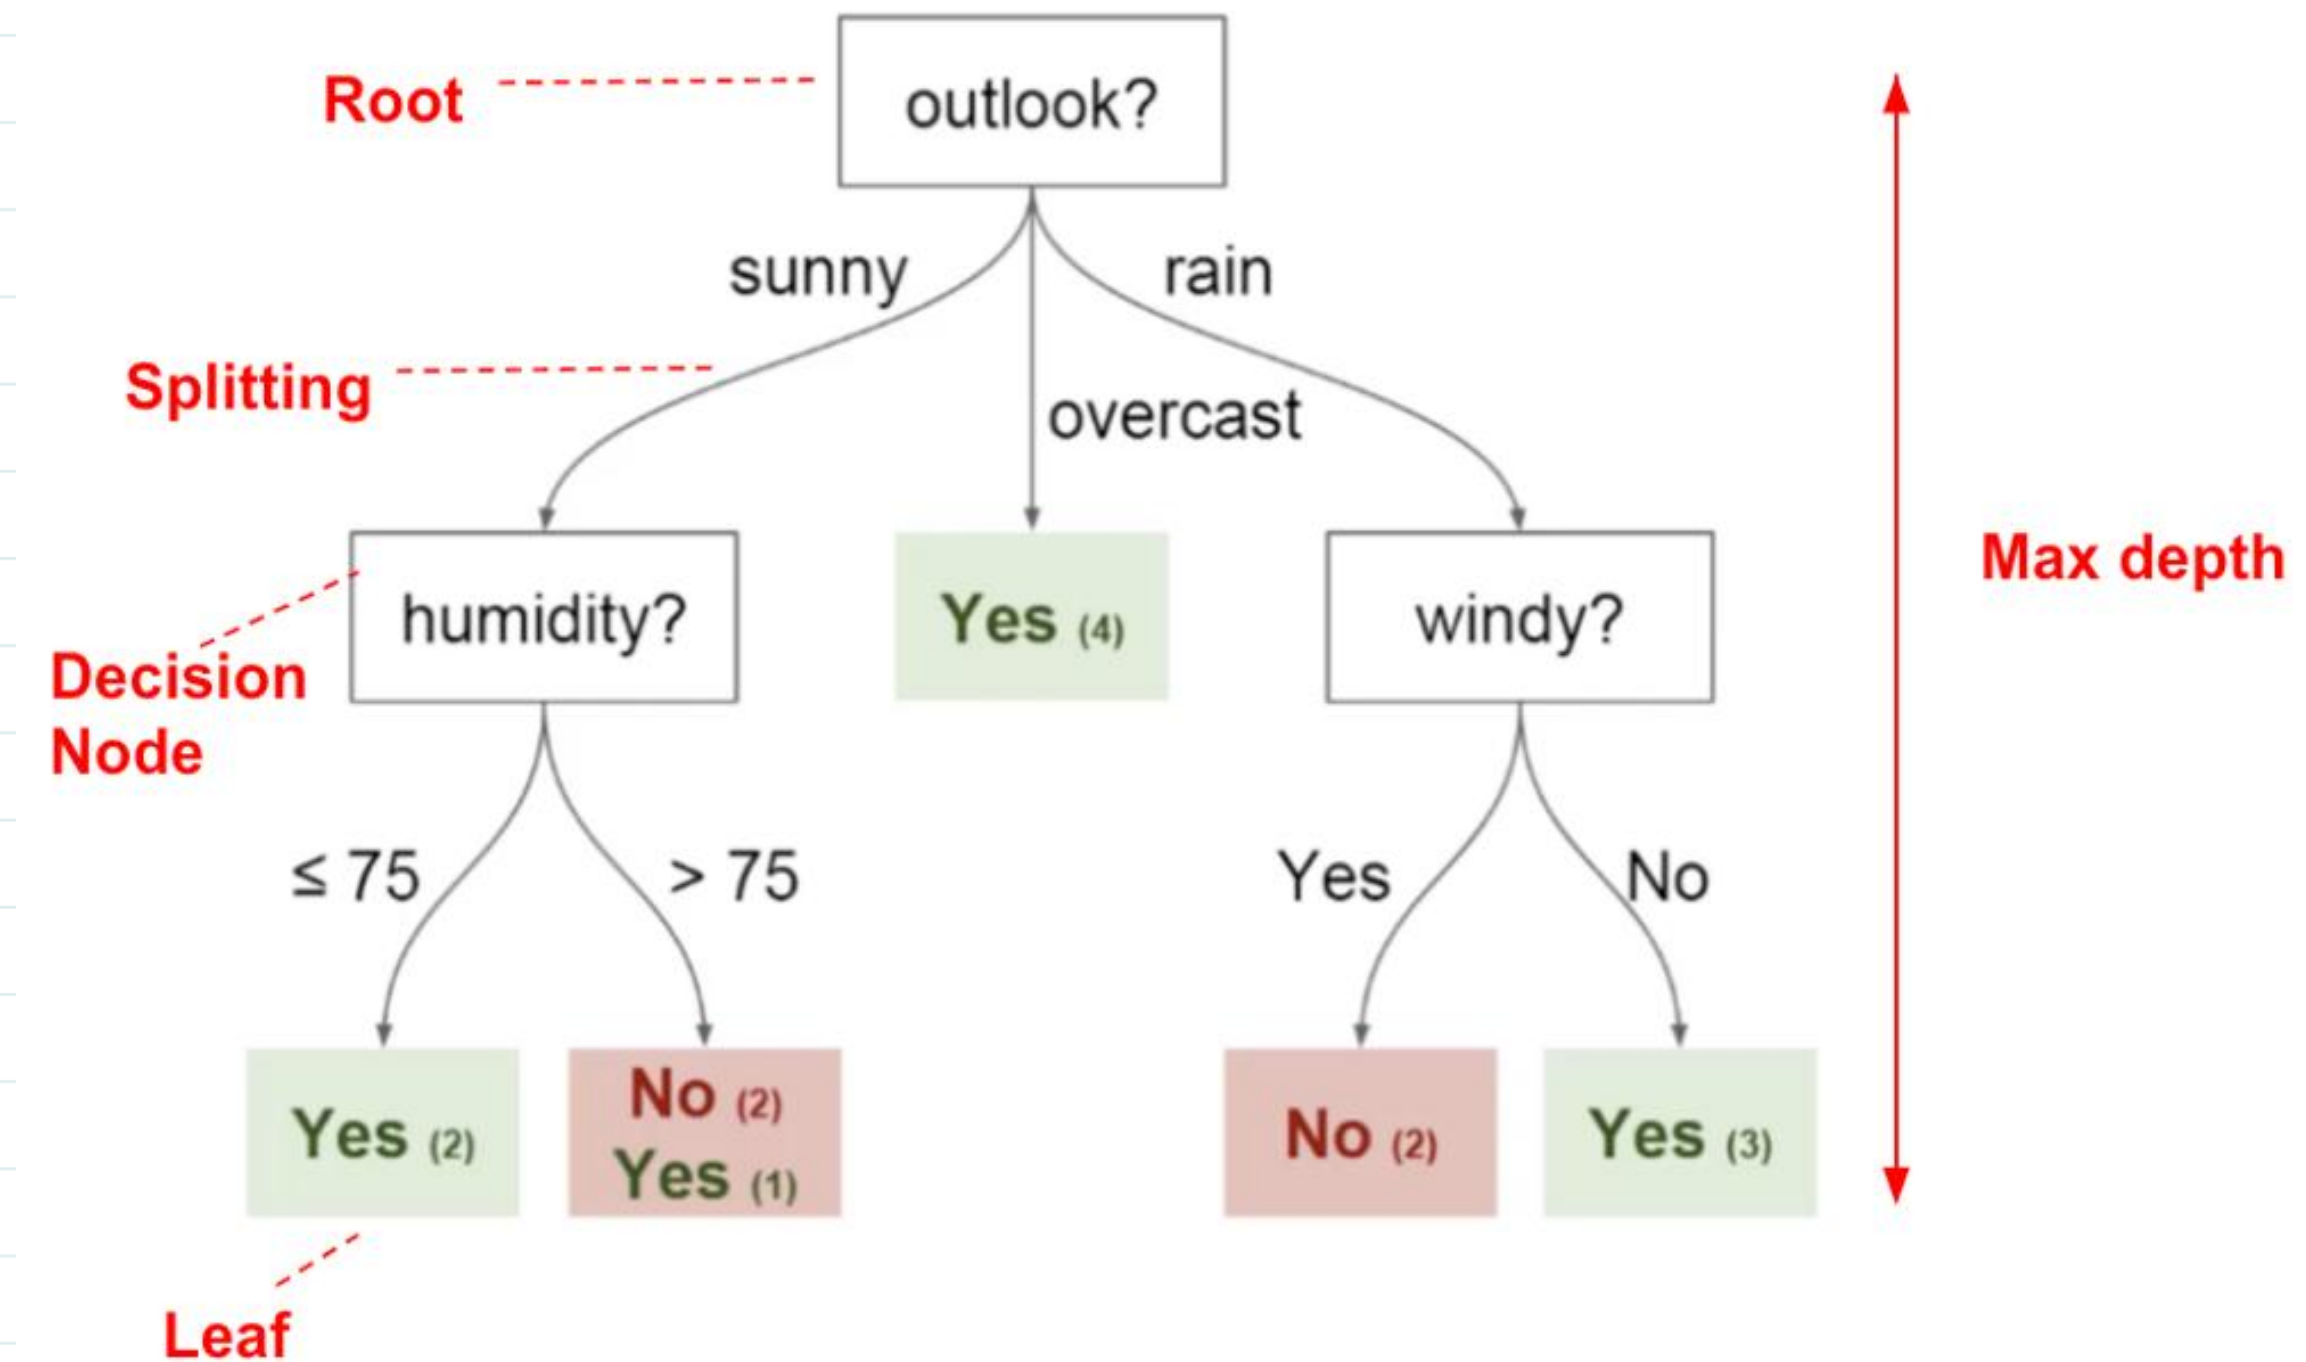 Root
outlook?
sunny
rain
Splitting
overcast
Decision
Node
humidity?
Yes (4)
windy?
Max depth
≤ 75
> 75
Yes
No
Yes (2)
No (2)
Yes (1)
No (2)
Yes (3)
Leaf